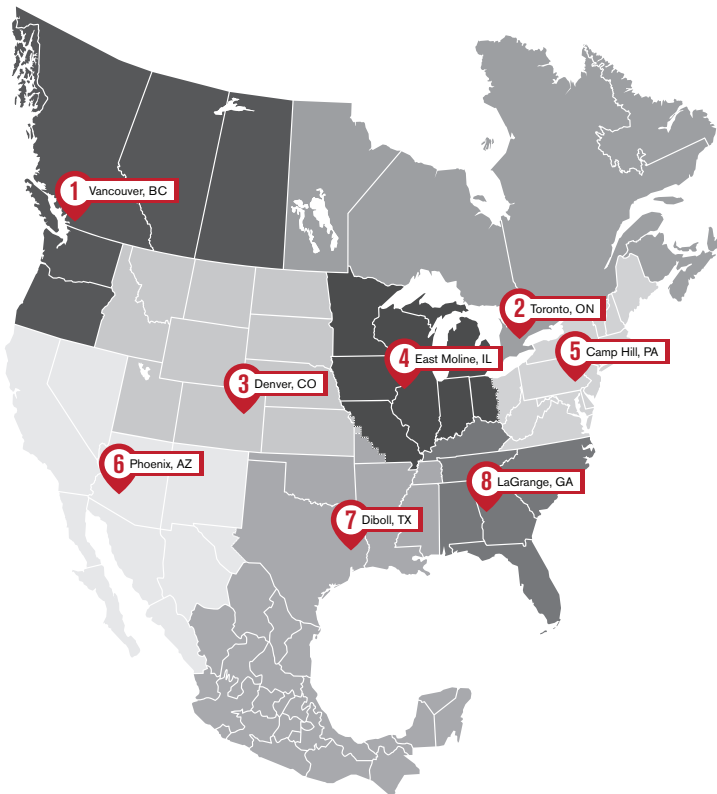 1 Vancouver, BC
2 Toronto, ON
3 Denver, CO
4 East Moline, IL
5 Camp Hill, PA
6 Phoenix, AZ
7 Diboll, TX
8 LaGrange, GA